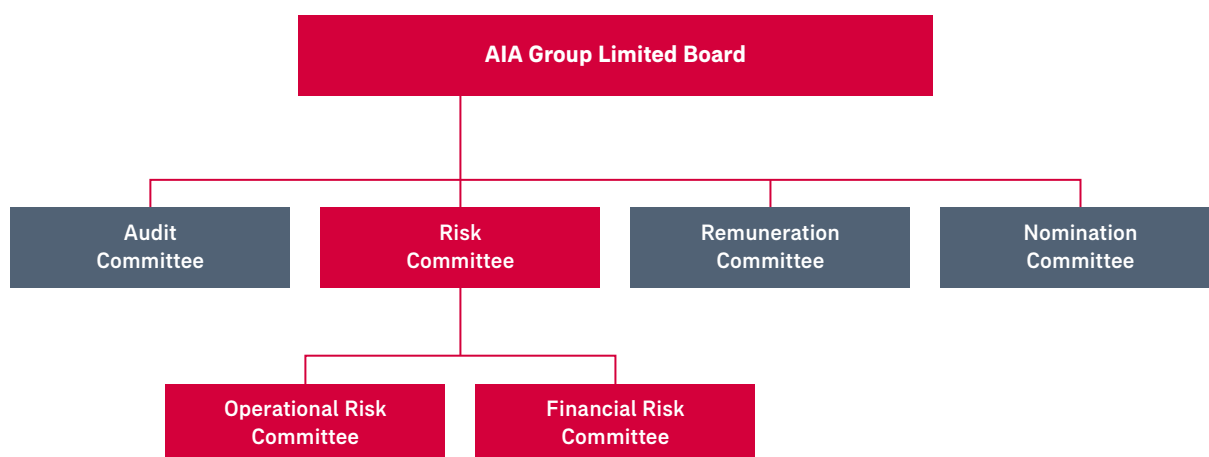 AIA Group Limited Board
Audit
Committee
Risk
Committee
Remuneration
Committee
Nomination
Committee
Operational Risk
Committee
Financial Risk
Committee